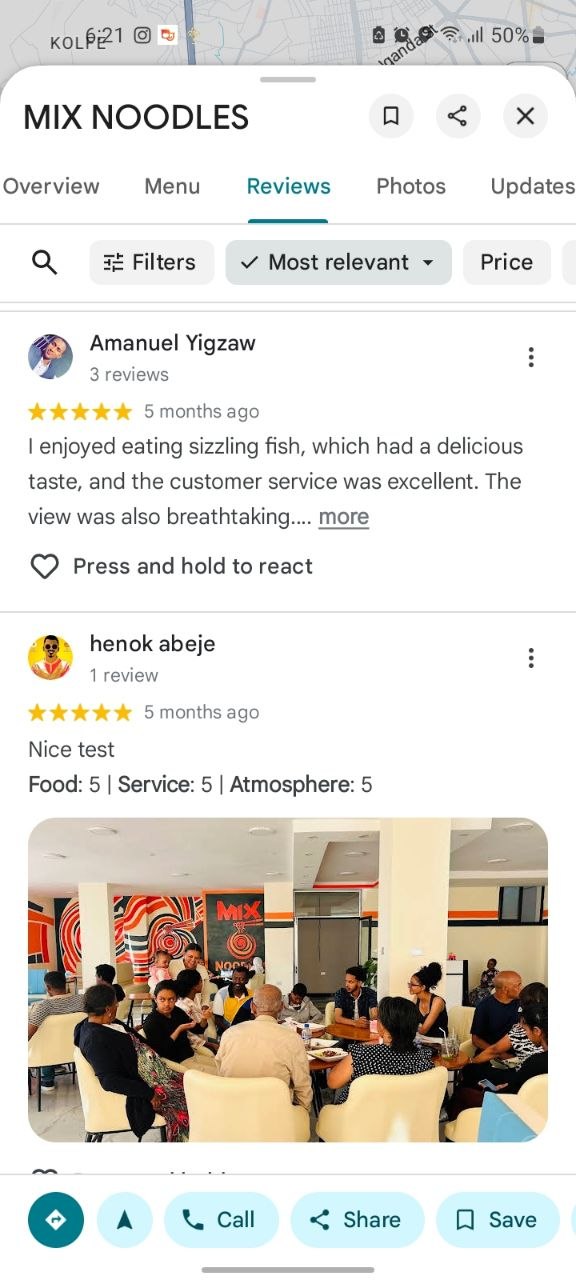 KOLFE
6:21
50%
MIX NOODLES
Overview Menu Reviews Photos Updates
Filters Most relevant Price
Amanuel Yigzaw
3 reviews
5 months ago
I enjoyed eating sizzling fish, which had a delicious
taste, and the customer service was excellent. The
view was also breathtaking.... more
Press and hold to react
henok abeje
1 review
5 months ago
Nice test
Food: 5 | Service: 5 | Atmosphere: 5
MIX
Call Share Save